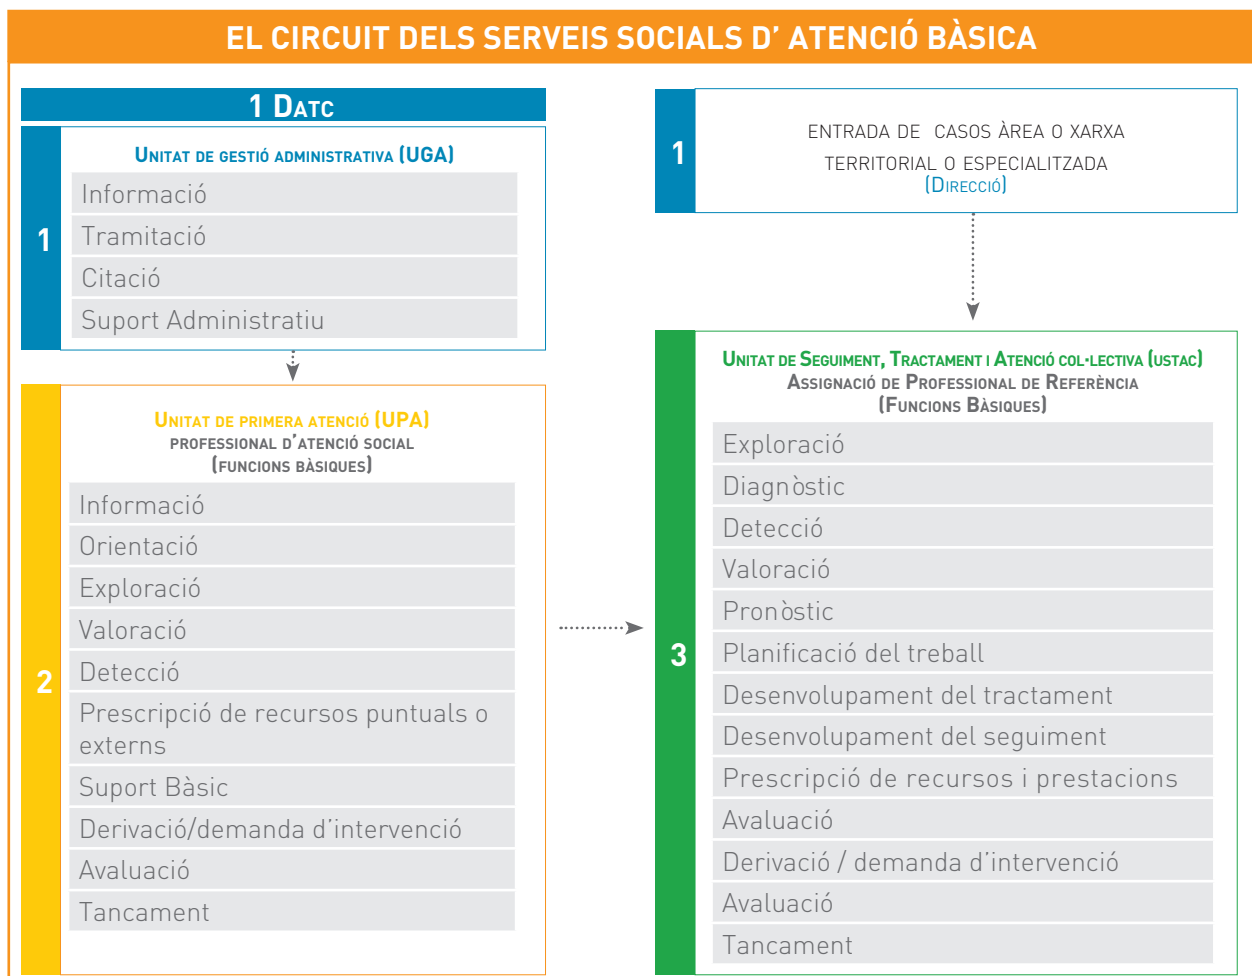 EL CIRCUIT DELS SERVEIS SOCIALS D' ATENCIÓ BÀSICA
1 DATC
1
UNITAT DE GESTIÓ ADMINISTRATIVA (UGA)
Informació
Tramitació
Citació
Suport Administratiu
2
UNITAT DE PRIMERA ATENCIÓ (UPA)
PROFESSIONAL D'ATENCIÓ SOCIAL
(FUNCIONS BÀSIQUES)
Informació
Orientació
Exploració
Valoració
Detecció
Prescripció de recursos puntuals o
externs
Suport Bàsic
Derivació/demanda d'intervenció
Avaluació
Tancament
1
ENTRADA DE CASOS ÀREA O XARXA
TERRITORIAL O ESPECIALITZADA
(DIRECCIÓ)
3
UNITAT DE SEGUIMENT, TRACTAMENT I ATENCIÓ COL·LECTIVA (USTAC)
ASSIGNACIÓ DE PROFESSIONAL DE REFERÈNCIA
(FUNCIONS BÀSIQUES)
Exploració
Diagnòstic
Detecció
Valoració
Pronòstic
Planificació del treball
Desenvolupament del tractament
Desenvolupament del seguiment
Prescripció de recursos i prestacions
Avaluació
Derivació / demanda d'intervenció
Avaluació
Tancament